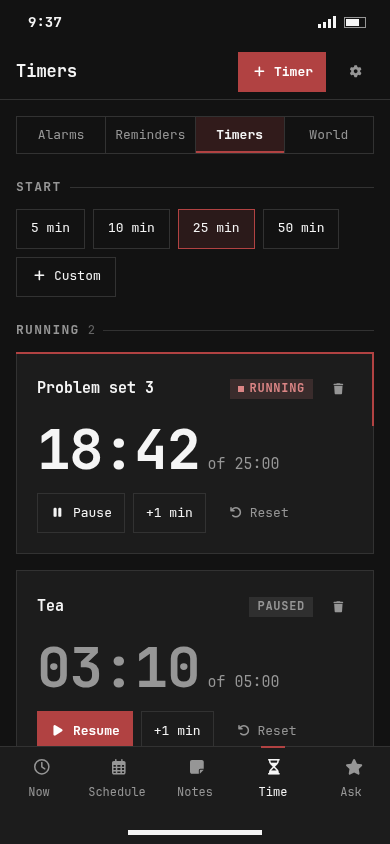 9:37
Timers
+ Timer
Alarms Reminders Timers World
START
5 min 10 min 25 min 50 min
+ Custom
RUNNING 2
Problem set 3 RUNNING
18:42 of 25:00
Pause +1 min Reset
Tea PAUSED
03:10 of 05:00
Resume +1 min Reset
Now Schedule Notes Time Ask